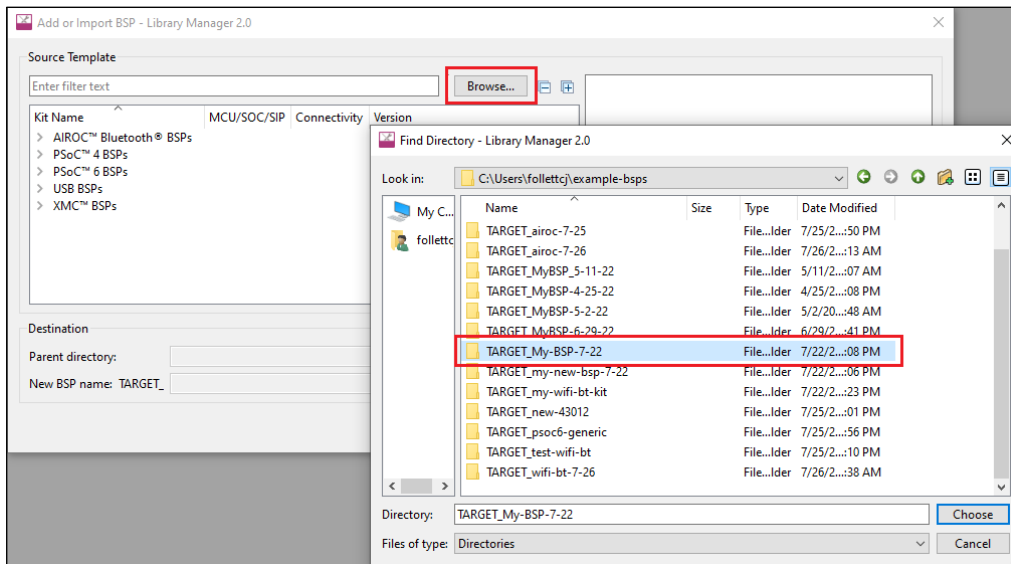 Add or Import BSP - Library Manager 2.0
Source Template
Enter filter text
Browse...
Kit Name MCU/SOC/SIP Connectivity Version
AIROC™ Bluetooth® BSPs
PSoC™ 4 BSPs
PSoC™ 6 BSPs
USB BSPs
XMC™ BSPs
Destination
Parent directory:
New BSP name: TARGET_
Find Directory - Library Manager 2.0
Look in: C:\Users\follettcj\example-bsps
My C...
follettc
Name Size Type Date Modified
TARGET_airoc-7-25 File...lder 7/25/2...:50 PM
TARGET_airoc-7-26 File...lder 7/26/2...:13 AM
TARGET_MyBSP_5-11-22 File...lder 5/11/2...:07 AM
TARGET_MyBSP-4-25-22 File...lder 4/25/2...:08 PM
TARGET_MyBSP-5-2-22 File...lder 5/2/20...:48 AM
TARGET_MyBSP-6-29-22 File...lder 6/29/2...:41 PM
TARGET_My-BSP-7-22 File...lder 7/22/2...:08 PM
TARGET_my-new-bsp-7-22 File...lder 7/22/2...:06 PM
TARGET_my-wifi-bt-kit File...lder 7/22/2...:23 PM
TARGET_new-43012 File...lder 7/25/2...:01 PM
TARGET_psoc6-generic File...lder 7/25/2...:56 PM
TARGET_test-wifi-bt File...lder 7/25/2...:10 PM
TARGET_wifi-bt-7-26 File...lder 7/26/2...:38 AM
Directory: TARGET_My-BSP-7-22 Choose
Files of type: Directories Cancel